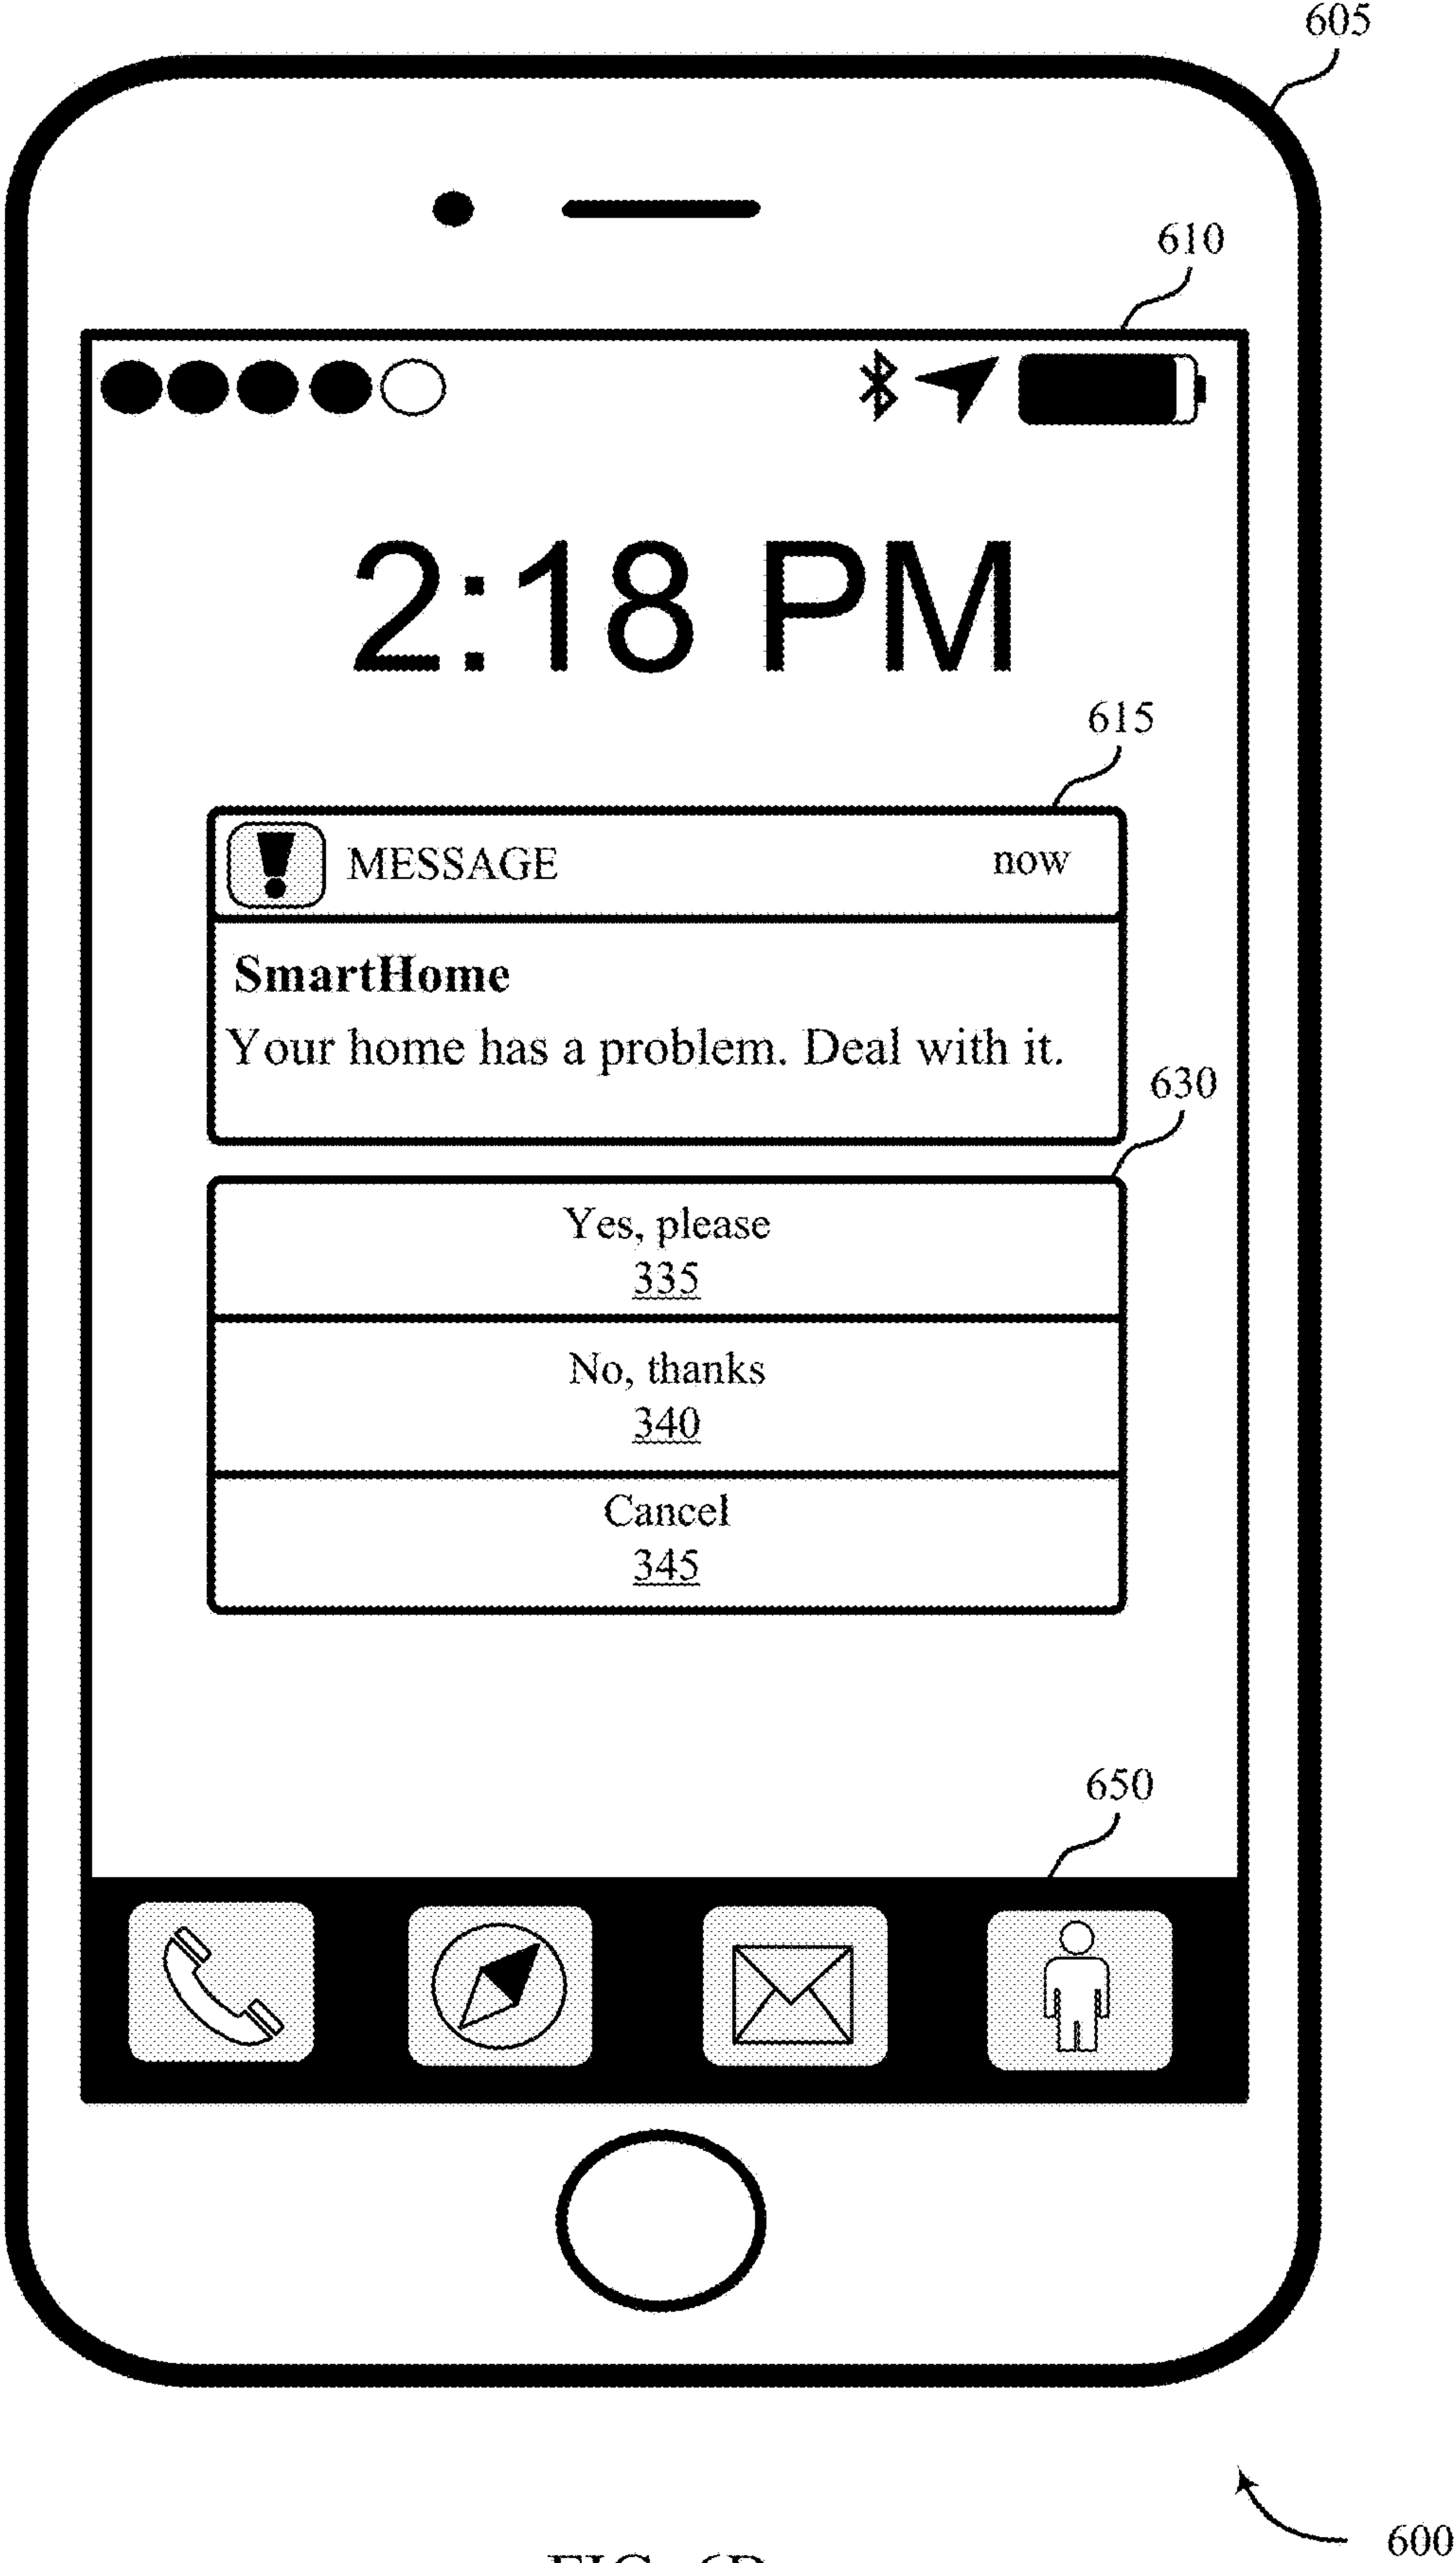 605
610
2:18 PM
615
MESSAGE now
SmartHome
Your home has a problem. Deal with it.
630
Yes, please
335
No, thanks
340
Cancel
345
650
600